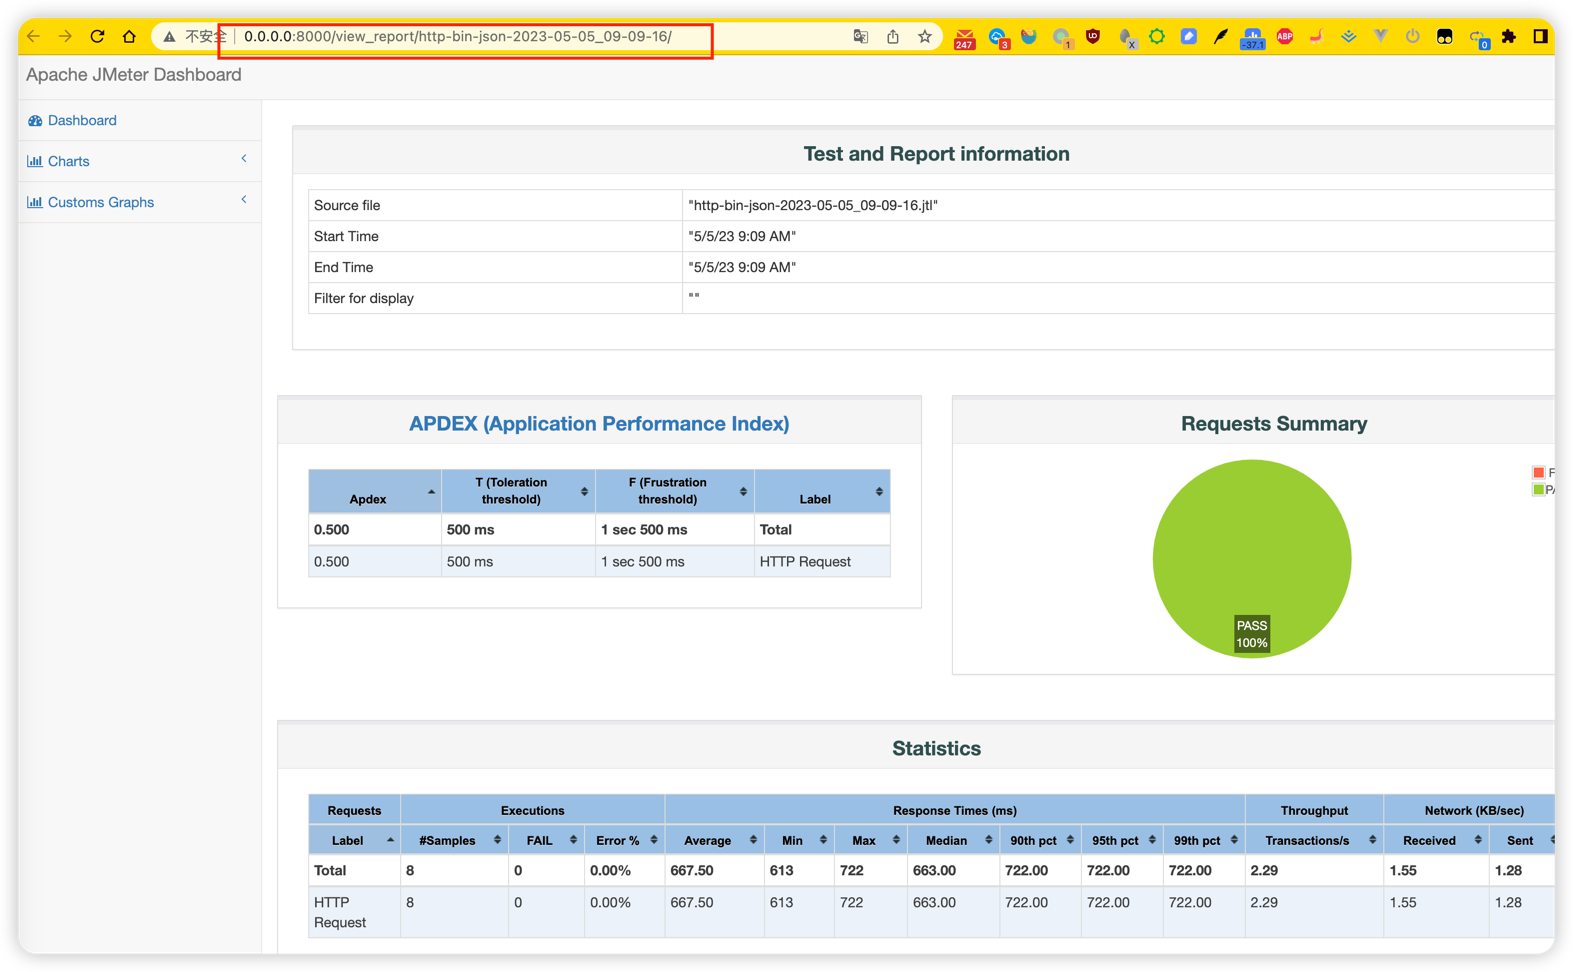 不安全 0.0.0.0:8000/view_report/http-bin-json-2023-05-05_09-09-16/
247 3 1 UD X -37.1 ABP 0
Apache JMeter Dashboard
Dashboard
Charts
Customs Graphs
Test and Report information
Source file "http-bin-json-2023-05-05_09-09-16.jtl"
Start Time "5/5/23 9:09 AM"
End Time "5/5/23 9:09 AM"
Filter for display ""
APDEX (Application Performance Index)
Apdex T (Toleration threshold) F (Frustration threshold) Label
0.500 500 ms 1 sec 500 ms Total
0.500 500 ms 1 sec 500 ms HTTP Request
Requests Summary
F
PA
PASS
100%
Statistics
Requests Executions Response Times (ms) Throughput Network (KB/sec)
Label #Samples FAIL Error % Average Min Max Median 90th pct 95th pct 99th pct Transactions/s Received Sent
Total 8 0 0.00% 667.50 613 722 663.00 722.00 722.00 722.00 2.29 1.55 1.28
HTTP Request 8 0 0.00% 667.50 613 722 663.00 722.00 722.00 722.00 2.29 1.55 1.28